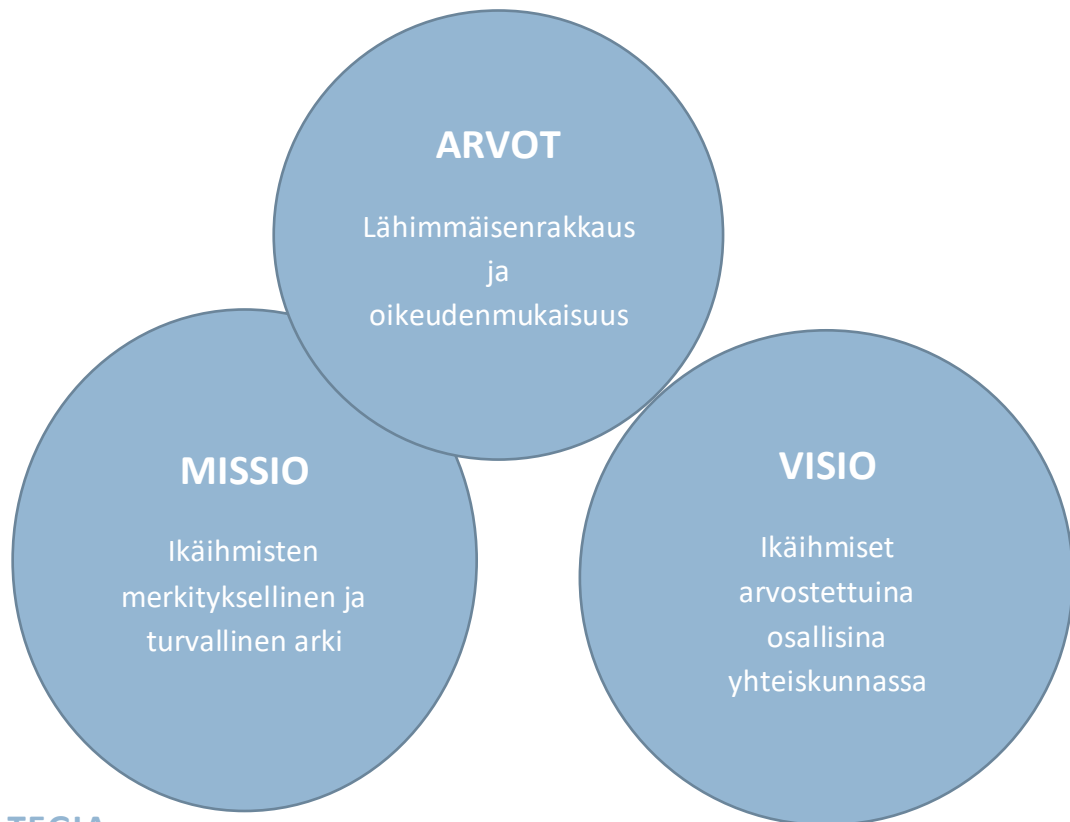 ARVOT
Lähimmäisenrakkaus
ja
oikeudenmukaisuus
MISSIO
Ikäihmisten
merkityksellinen ja
turvallinen arki
VISIO
Ikäihmiset
arvostettuina
osallisina
yhteiskunnassa